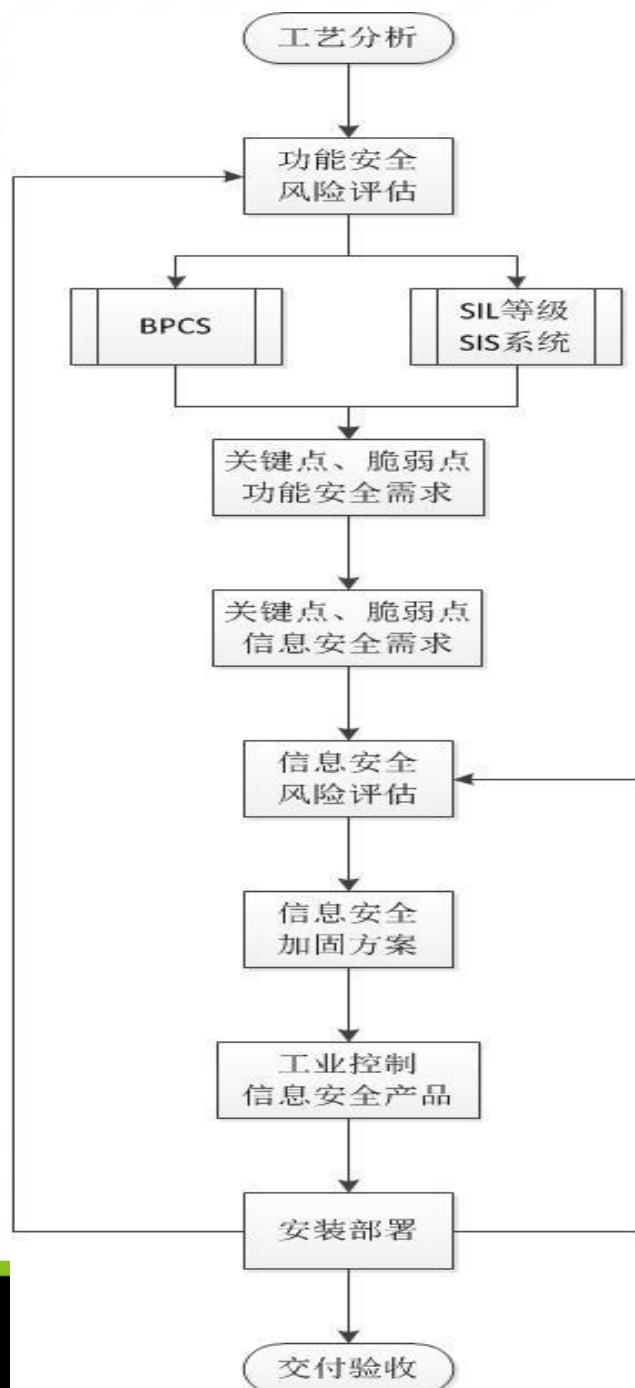 工艺分析
功能安全
风险评估
BPCS
SIL等级
SIS系统
关键点、脆弱点
功能安全需求
关键点、脆弱点
信息安全需求
信息安全
风险评估
信息安全
加固方案
工业控制
信息安全产品
安装部署
交付验收